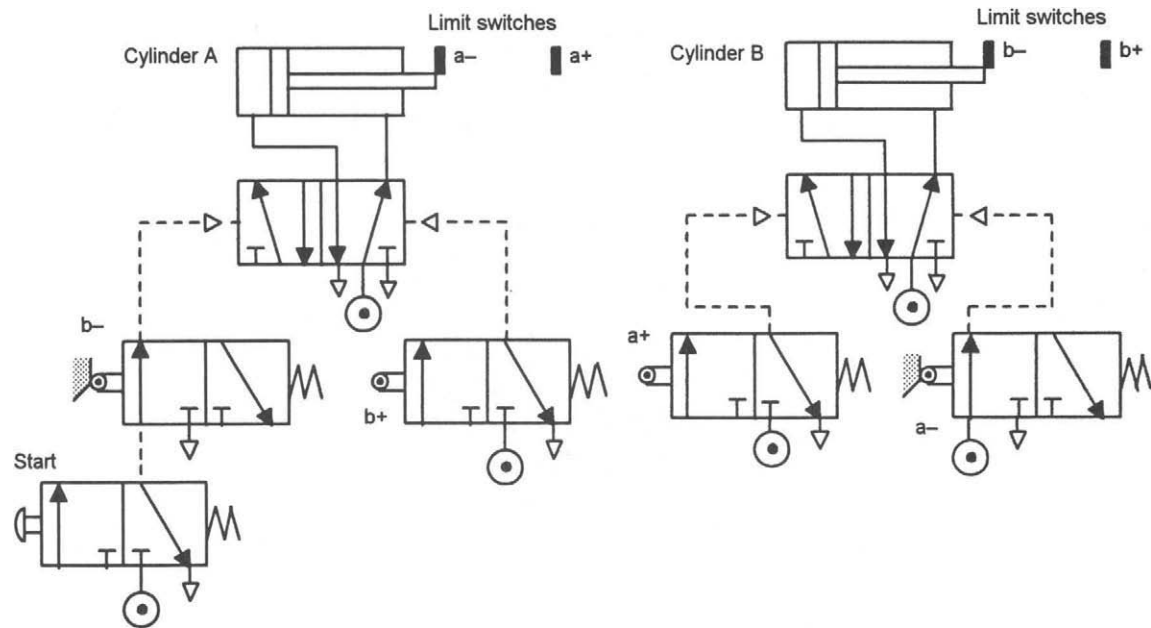 Limit switches
Cylinder A
a–
a+
Limit switches
Cylinder B
b–
b+
b–
b+
a+
a–
Start